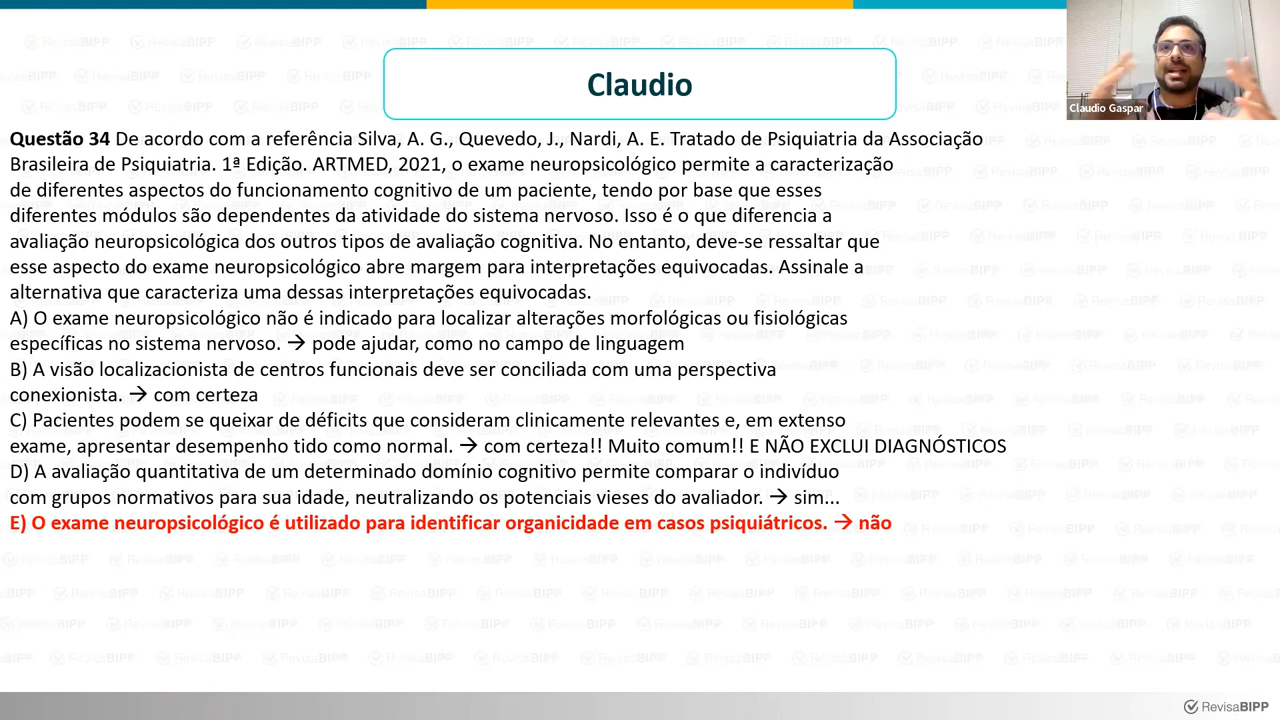 Claudio
Claudio Gaspar
Questão 34 De acordo com a referência Silva, A. G., Quevedo, J., Nardi, A. E. Tratado de Psiquiatria da Associação
Brasileira de Psiquiatria. 1ª Edição. ARTMED, 2021, o exame neuropsicológico permite a caracterização
de diferentes aspectos do funcionamento cognitivo de um paciente, tendo por base que esses
diferentes módulos são dependentes da atividade do sistema nervoso. Isso é o que diferencia a
avaliação neuropsicológica dos outros tipos de avaliação cognitiva. No entanto, deve-se ressaltar que
esse aspecto do exame neuropsicológico abre margem para interpretações equivocadas. Assinale a
alternativa que caracteriza uma dessas interpretações equivocadas.
A) O exame neuropsicológico não é indicado para localizar alterações morfológicas ou fisiológicas
específicas no sistema nervoso. → pode ajudar, como no campo de linguagem
B) A visão localizacionista de centros funcionais deve ser conciliada com uma perspectiva
conexionista. → com certeza
C) Pacientes podem se queixar de déficits que consideram clinicamente relevantes e, em extenso
exame, apresentar desempenho tido como normal. → com certeza!! Muito comum!! E NÃO EXCLUI DIAGNÓSTICOS
D) A avaliação quantitativa de um determinado domínio cognitivo permite comparar o indivíduo
com grupos normativos para sua idade, neutralizando os potenciais vieses do avaliador. → sim...
E) O exame neuropsicológico é utilizado para identificar organicidade em casos psiquiátricos. → não
RevisaBIPP